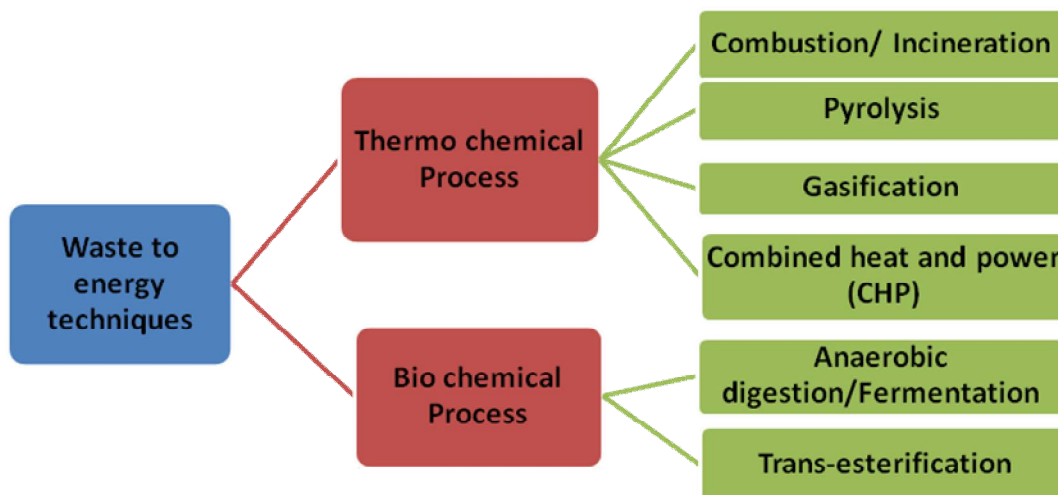 Waste to
energy
techniques
Thermo chemical
Process
Bio chemical
Process
Combustion/ Incineration
Pyrolysis
Gasification
Combined heat and power
(CHP)
Anaerobic
digestion/Fermentation
Trans-esterification